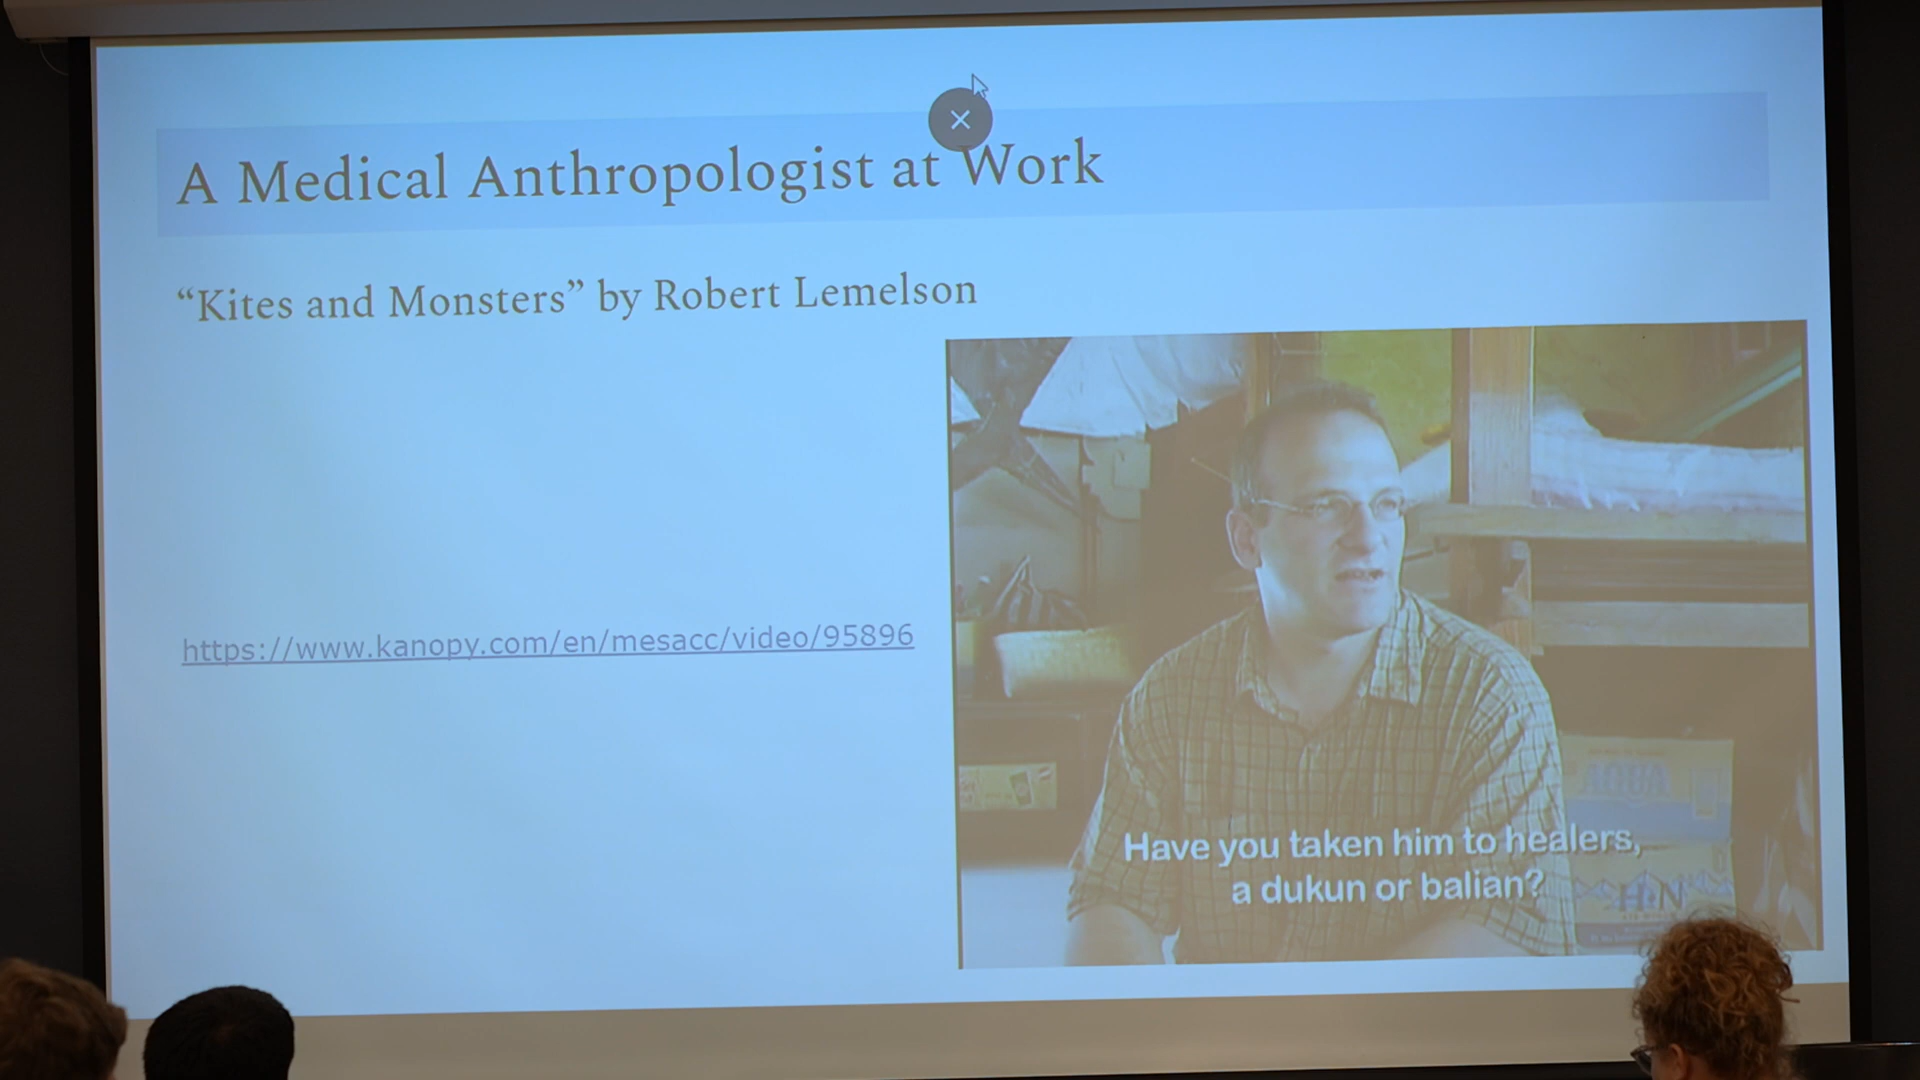 A Medical Anthropologist at Work
“Kites and Monsters” by Robert Lemelson
https://www.kanopy.com/en/mesacc/video/95896
AQUA
Have you taken him to healers,
a dukun or balian?